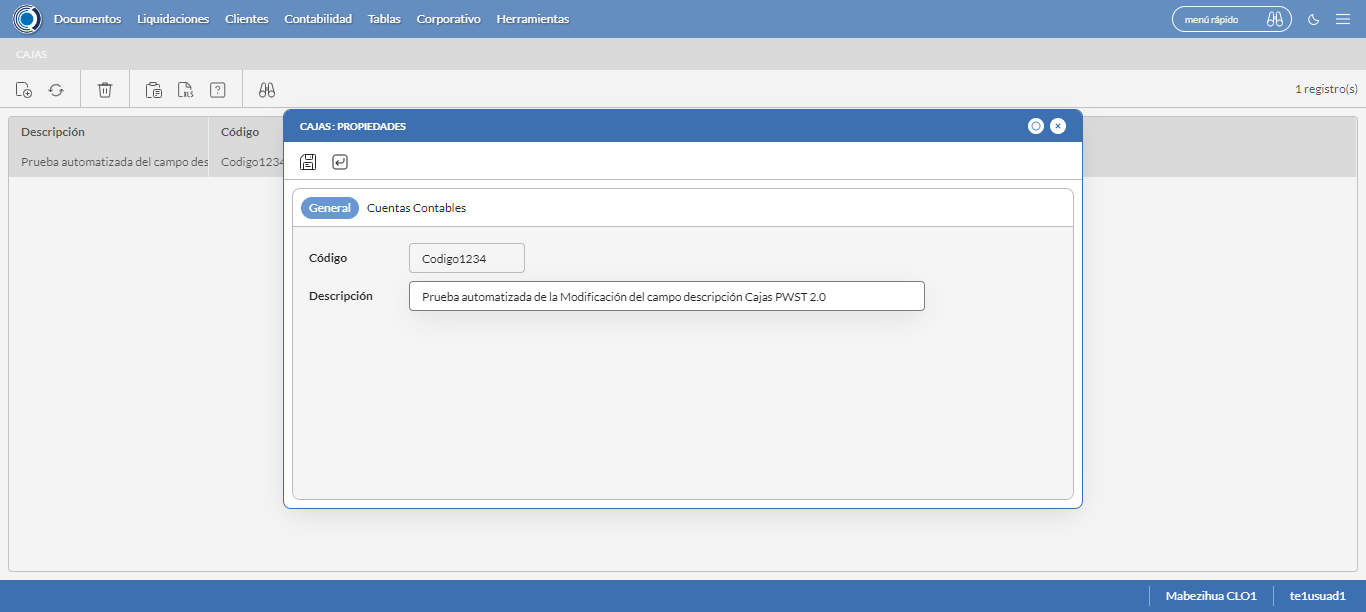 Documentos Liquidaciones Clientes Contabilidad Tablas Corporativo Herramientas menú rápido
CAJAS
XLS ? 1 registro(s)
Descripción Código
Prueba automatizada del campo des Codigo1234
CAJAS : PROPIEDADES
General Cuentas Contables
Código Codigo1234
Descripción Prueba automatizada de la Modificación del campo descripción Cajas PWST 2.0
Mabezihua CLO1 te1usuad1